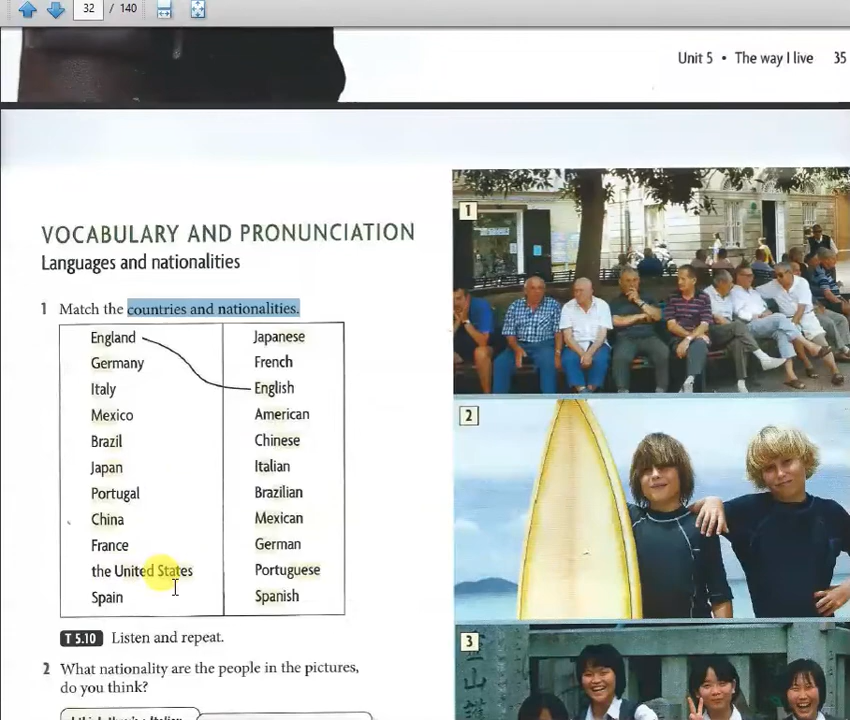 32 / 140
Unit 5 • The way I live 35
VOCABULARY AND PRONUNCIATION
Languages and nationalities
1 Match the countries and nationalities.
England
Germany
Italy
Mexico
Brazil
Japan
Portugal
China
France
the United States
Spain
Japanese
French
English
American
Chinese
Italian
Brazilian
Mexican
German
Portuguese
Spanish
T 5.10 Listen and repeat.
2 What nationality are the people in the pictures,
do you think?
1
2
3